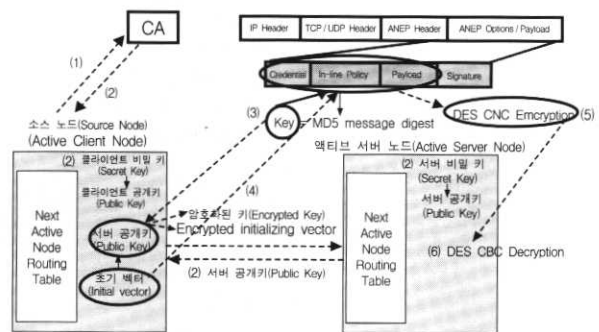 CA
IP Header TCP / UDP Header ANEP Header ANEP Options / Payload
Credential In-line Policy Payload Signature
(1)
(2)
(3)
Key = MD5 message digest
DES CNC Emcryption (5)
소스 노드(Source Node)
(Active Client Node)
액티브 서버 노드(Active Server Node)
(2) 클라이언트 비밀 키
(Secret Key)
클라이언트 공개키
(Public Key)
(4)
(2) 서버 비밀 키
(Secret Key)
서버 공개키
(Public Key)
Next
Active
Node
Routing
Table
서버 공개키
(Public Key)
암호화된 키(Encrypted Key)
Encrypted initializing vector
초기 벡터
(Initial vector)
(2) 서버 공개키(Public Key)
Next
Active
Node
Routing
Table
(6) DES CBC Decryption